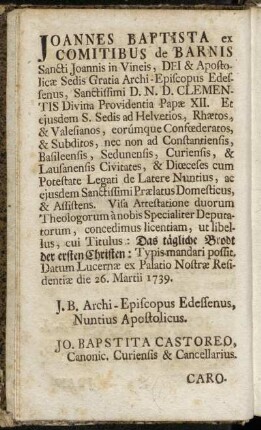 JOANNES BAPTISTA ex
COMITIBUS de BARNIS
Sancti Joannis in Vineis, DEI & Aposto-
licæ Sedis Gratia Archi-Episcopus Edes-
senus, Sanctissimi D. N. D. CLEMEN-
TIS Divina Providentia Papæ XII. Et
ejusdem S. Sedis ad Helvetios, Rhætos,
& Valesianos, eorúmque Confœderatos,
& Subditos, nec non ad Constantiensis,
Basileensis, Sedunensis, Curiensis, &
Lausanensis Civitates, & Diœceses cum
Potestate Legati de Latere Nuntius, ac
ejusdem Sanctissimi Prælatus Domesticus,
& Assistens. Visa Attestatione duorum
Theologorum à nobis Specialiter Deputa-
torum, concedimus licentiam, ut libel-
lus, cui Titulus: Das tägliche Brodt
der ersten Christen: Typis mandari possit.
Datum Lucernæ ex Palatio Nostræ Resi-
dentiæ die 26. Martii 1739.
J. B. Archi-Episcopus Edessenus,
Nuntius Apostolicus.
JO. BAPSTITA CASTOREO,
Canonic. Curiensis & Cancellarius.
CARO.